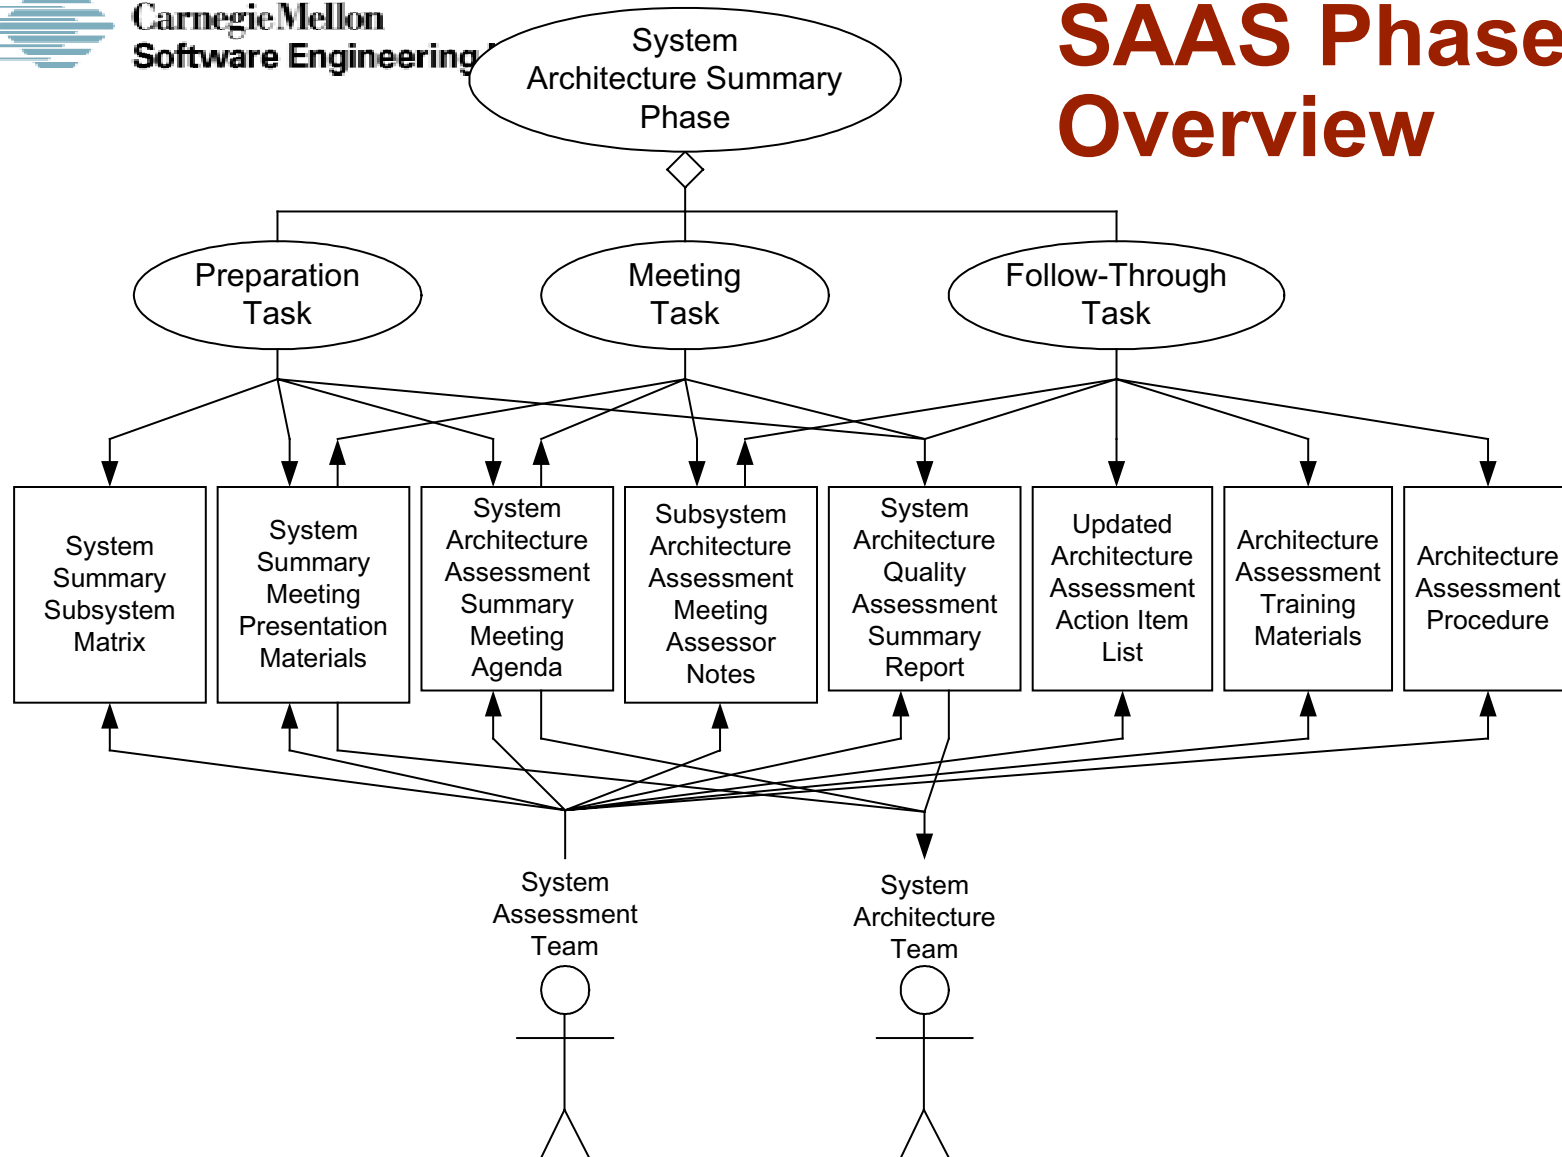 Carnegie Mellon
Software Engineering
SAAS Phase
Overview
System
Architecture Summary
Phase
Preparation
Task
Meeting
Task
Follow-Through
Task
System
Summary
Subsystem
Matrix
System
Summary
Meeting
Presentation
Materials
System
Architecture
Assessment
Summary
Meeting
Agenda
Subsystem
Architecture
Assessment
Meeting
Assessor
Notes
System
Architecture
Quality
Assessment
Summary
Report
Updated
Architecture
Assessment
Action Item
List
Architecture
Assessment
Training
Materials
Architecture
Assessment
Procedure
System
Assessment
Team
System
Architecture
Team